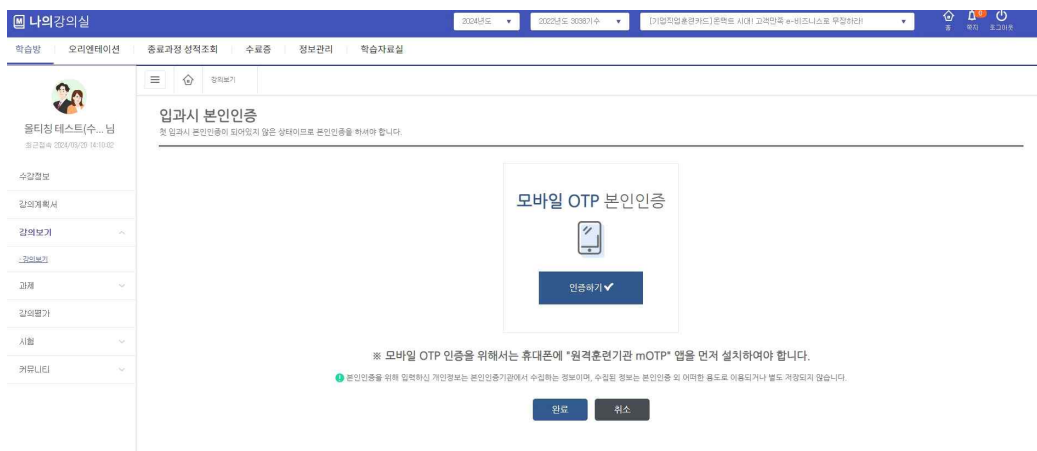 M 나의강의실
2024년도
2022년도 3038기수
[기업직업훈련카드]온택트 시대! 고객만족 e-비즈니스로 무장하라!
홈
0
쪽지
로그아웃
학습방 오리엔테이션 종료과정 성적조회 수료증 정보관리 학습자료실
강의보기
입과시 본인인증
첫 입과시 본인인증이 되어있지 않은 상태이므로 본인인증을 하셔야 합니다.
올티칭 테스트(수... 님
최근접속
수강정보
강의계획서
강의보기
· 강의보기
과제
강의평가
시험
커뮤니티
모바일 OTP 본인인증
인증하기✔
※ 모바일 OTP 인증을 위해서는 휴대폰에 "원격훈련기관 mOTP" 앱을 먼저 설치하여야 합니다.
본인인증을 위해 입력하신 개인정보는 본인인증기관에서 수집하는 정보이며, 수집된 정보는 본인인증 외 어떠한 용도로 이용되거나 별도 저장되지 않습니다.
완료 취소